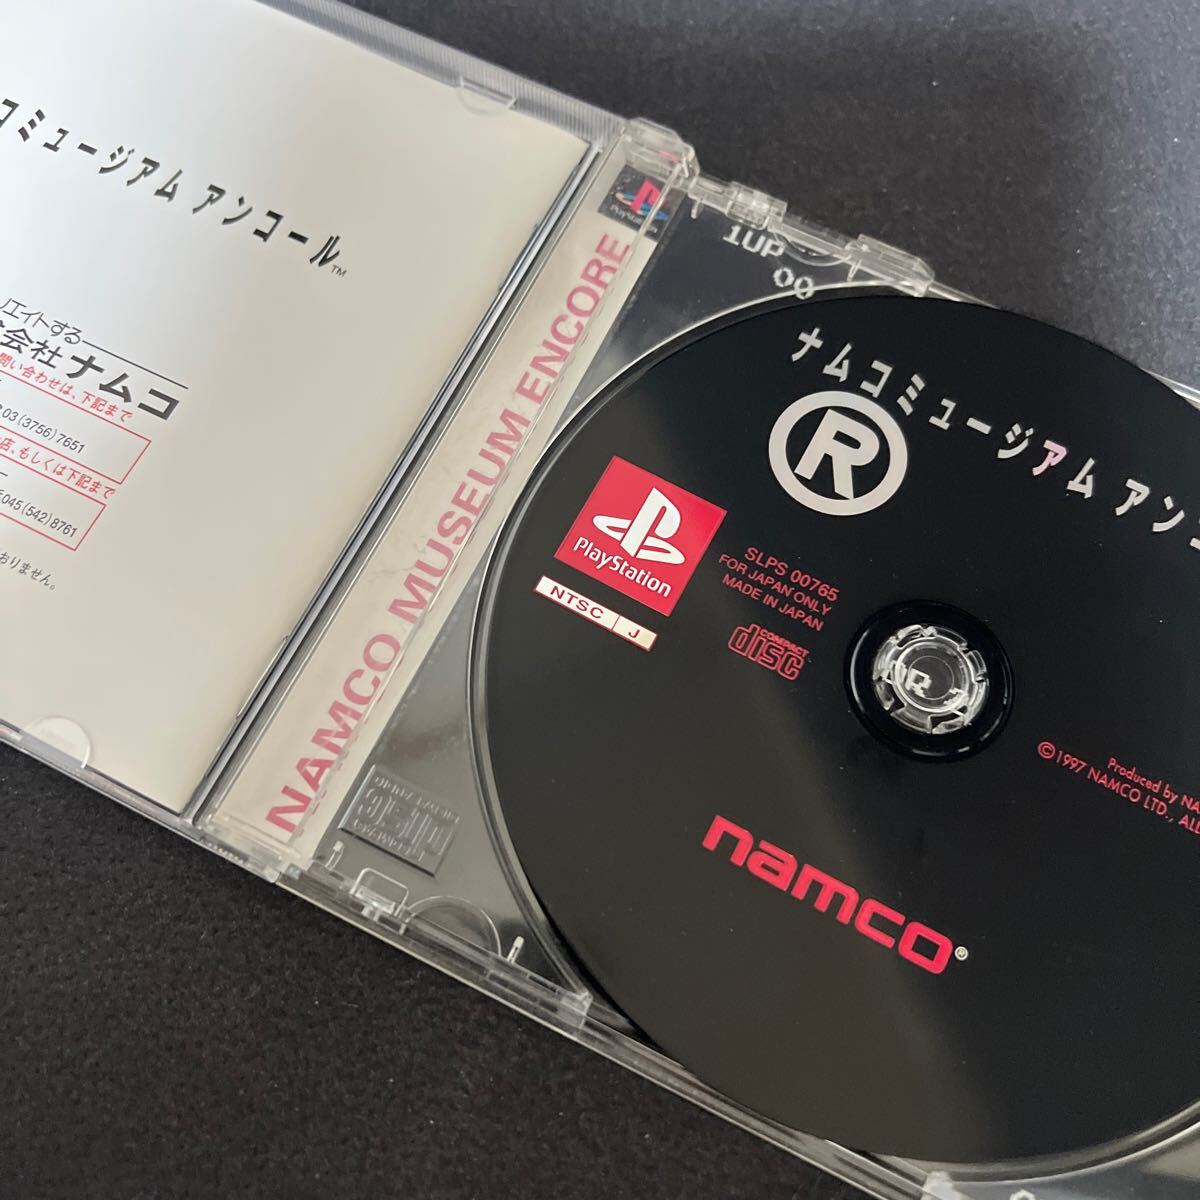 コミュージアム アンコール™
エイトする
会社ナムコ
問い合わせは、下記まで
03(3756)7651
店、もしくは下記まで
045(542)8761
おりません。
NAMCO MUSEUM ENCORE
PlayStation
1UP
00
ナムコミュージアム アンコ
R
PlayStation
NTSC J
SLPS 00765
FOR JAPAN ONLY
MADE IN JAPAN
COMPACT
disc
Produced by NA
©1997 NAMCO LTD., ALL
namco®